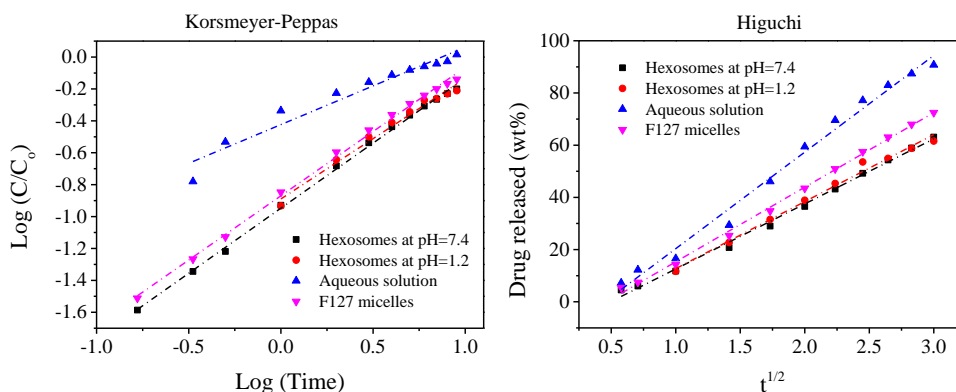 Korsmeyer-Peppas
0.0
-0.2
-0.4
-0.6
-0.8
-1.0
-1.2
-1.4
-1.6
Log (C/Co)
Hexosomes at pH=7.4
Hexosomes at pH=1.2
Aqueous solution
F127 micelles
-1.0 -0.5 0.0 0.5 1.0
Log (Time)
Higuchi
100
80
60
40
20
0
Drug released (wt%)
Hexosomes at pH=7.4
Hexosomes at pH=1.2
Aqueous solution
F127 micelles
0.5 1.0 1.5 2.0 2.5 3.0
t1/2